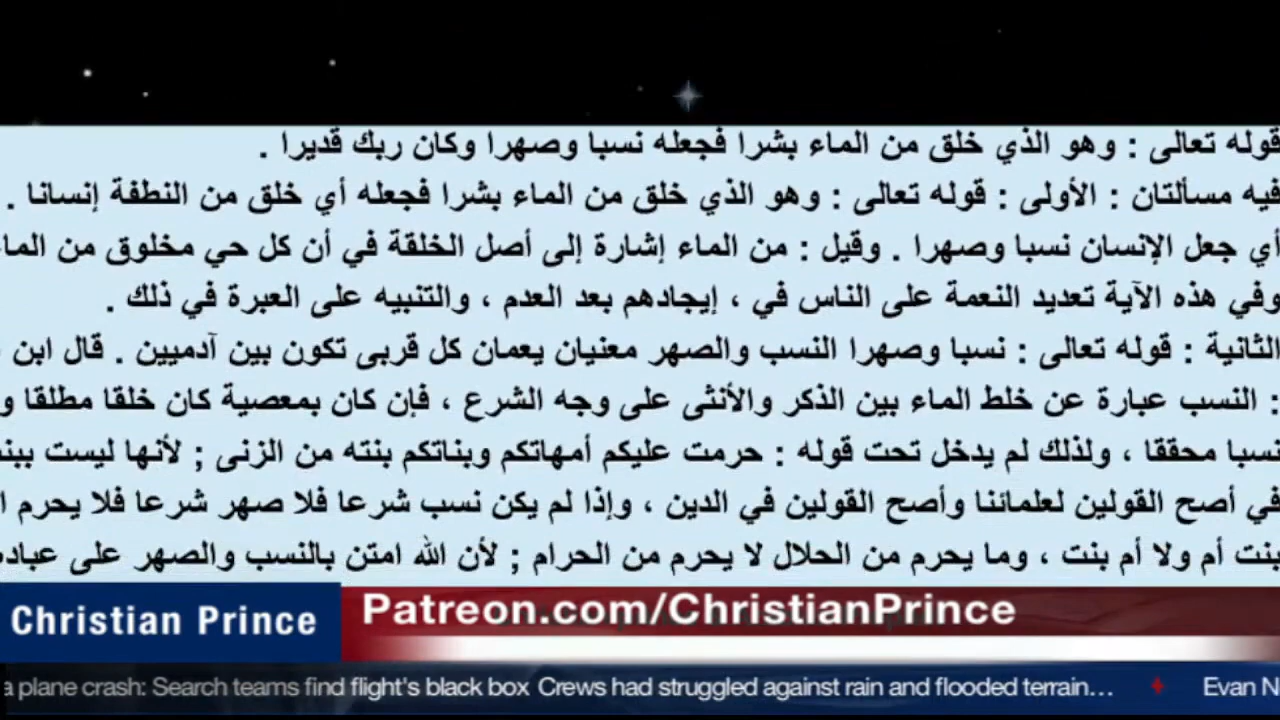 قوله تعالى : وهو الذي خلق من الماء بشرا فجعله نسبا وصهرا وكان ربك قديرا .
فيه مسألتان : الأولى : قوله تعالى : وهو الذي خلق من الماء بشرا فجعله أي خلق من النطفة إنسانا .
أي جعل الإنسان نسبا وصهرا . وقيل : من الماء إشارة إلى أصل الخلقة في أن كل حي مخلوق من الما
وفي هذه الآية تعديد النعمة على الناس في ، إيجادهم بعد العدم ، والتنبيه على العبرة في ذلك .
الثانية : قوله تعالى : نسبا وصهرا النسب والصهر معنيان يعمان كل قربى تكون بين آدميين . قال ابن
: النسب عبارة عن خلط الماء بين الذكر والأنثى على وجه الشرع ، فإن كان بمعصية كان خلقا مطلقا و
نسبا محققا ، ولذلك لم يدخل تحت قوله : حرمت عليكم أمهاتكم وبناتكم بنته من الزنى ; لأنها ليست ببن
في أصح القولين لعلمائنا وأصح القولين في الدين ، وإذا لم يكن نسب شرعا فلا صهر شرعا فلا يحرم ا
بنت أم ولا أم بنت ، وما يحرم من الحلال لا يحرم من الحرام ; لأن الله امتن بالنسب والصهر على عباد
Christian Prince
Patreon.com/ChristianPrince
a plane crash: Search teams find flight's black box Crews had struggled against rain and flooded terrain... Evan N